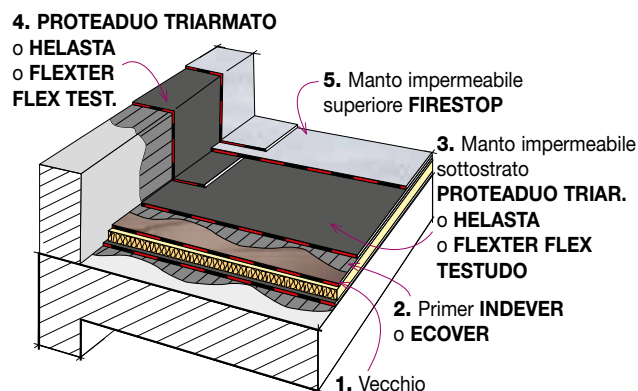 4. PROTEADUO TRIARMATO
o HELASTA
o FLEXTER
FLEX TEST.
5. Manto impermeabile
superiore FIRESTOP
3. Manto impermeabile
sottostrato
PROTEADUO TRIAR.
o HELASTA
o FLEXTER FLEX
TESTUDO
2. Primer INDEVER
o ECOVER
1. Vecchio